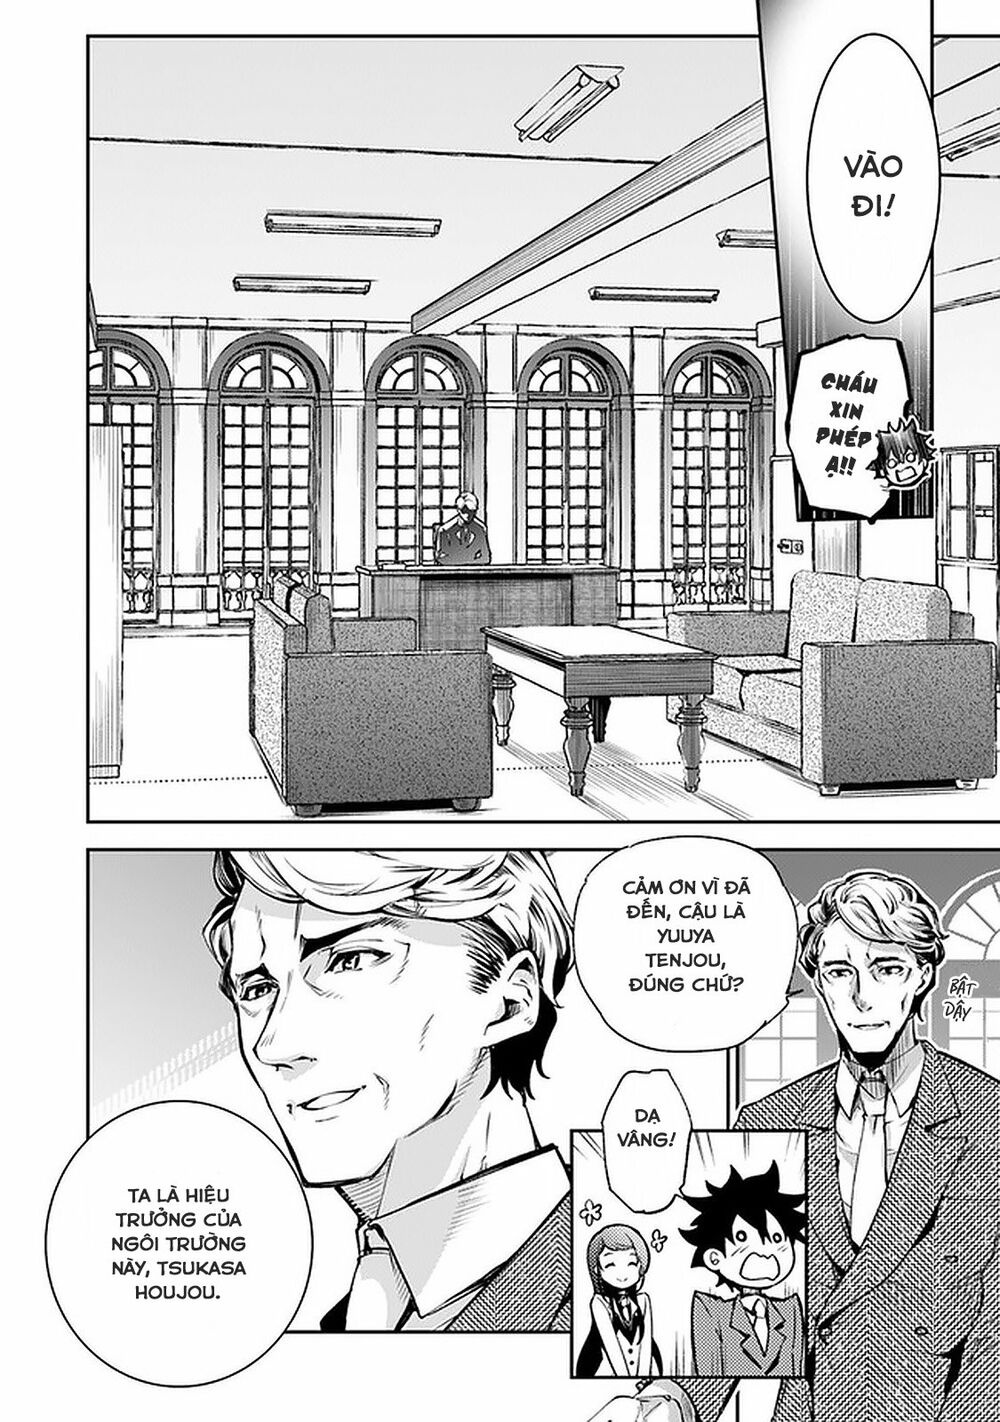 VÀO
ĐI!
CHÁU
XIN
PHÉP
Ạ!!
CẢM ƠN VÌ ĐÃ
ĐẾN, CẬU LÀ
YUUYA
TENJOU,
ĐÚNG CHỨ?
BẬT
DẬY
DẠ
VÂNG!
TA LÀ HIỆU
TRƯỞNG CỦA
NGÔI TRƯỜNG
NÀY, TSUKASA
HOUJOU.